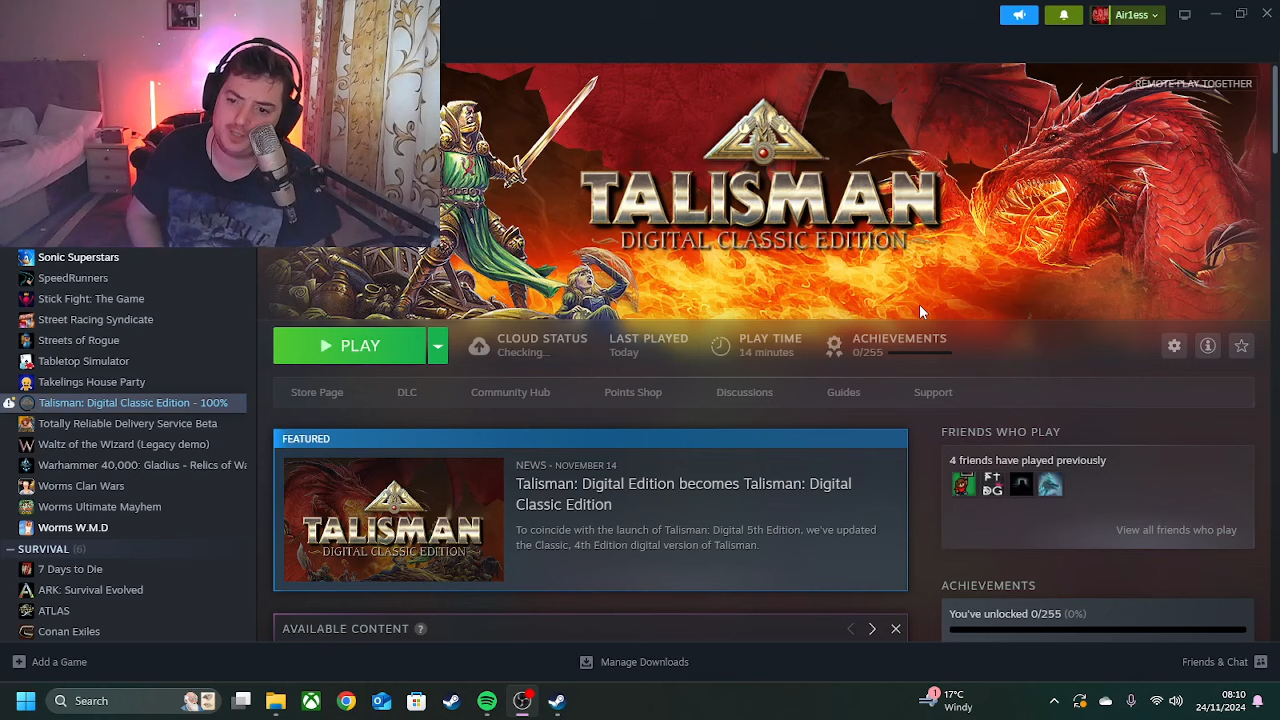 Air1ess
REMOTE PLAY TOGETHER
TALISMAN
DIGITAL CLASSIC EDITION
Sonic Superstars
SpeedRunners
Stick Fight: The Game
Street Racing Syndicate
Streets of Rogue
Tabletop Simulator
Takelings House Party
Talisman: Digital Classic Edition - 100%
Totally Reliable Delivery Service Beta
Waltz of the Wizard (Legacy demo)
Warhammer 40,000: Gladius - Relics of Wa
Worms Clan Wars
Worms Ultimate Mayhem
Worms W.M.D
SURVIVAL (6)
7 Days to Die
ARK: Survival Evolved
ATLAS
Conan Exiles
PLAY
CLOUD STATUS
Checking...
LAST PLAYED
Today
PLAY TIME
14 minutes
ACHIEVEMENTS
0/255
Store Page DLC Community Hub Points Shop Discussions Guides Support
FEATURED
TALISMAN
DIGITAL CLASSIC EDITION
NEWS - NOVEMBER 14
Talisman: Digital Edition becomes Talisman: Digital
Classic Edition
To coincide with the launch of Talisman: Digital 5th Edition, we've updated
the Classic, 4th Edition digital version of Talisman.
AVAILABLE CONTENT ?
FRIENDS WHO PLAY
4 friends have played previously
FT
DG
View all friends who play
ACHIEVEMENTS
You've unlocked 0/255 (0%)
Add a Game
Manage Downloads
Friends & Chat
Search
1
17°C
Windy
08:10
24/11/2024